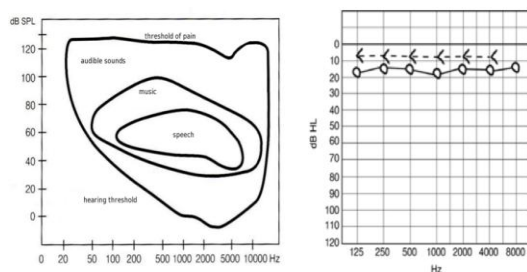 dB SPL
140
120
100
80
60
40
20
0
threshold of pain
audible sounds
music
speech
hearing threshold
0 20 50 100 200 500 1000 2000 5000 10000 Hz
0
10
20
30
40
50
60
70
80
90
100
110
120
dB HL
125 250 500 1000 2000 4000 8000
Hz